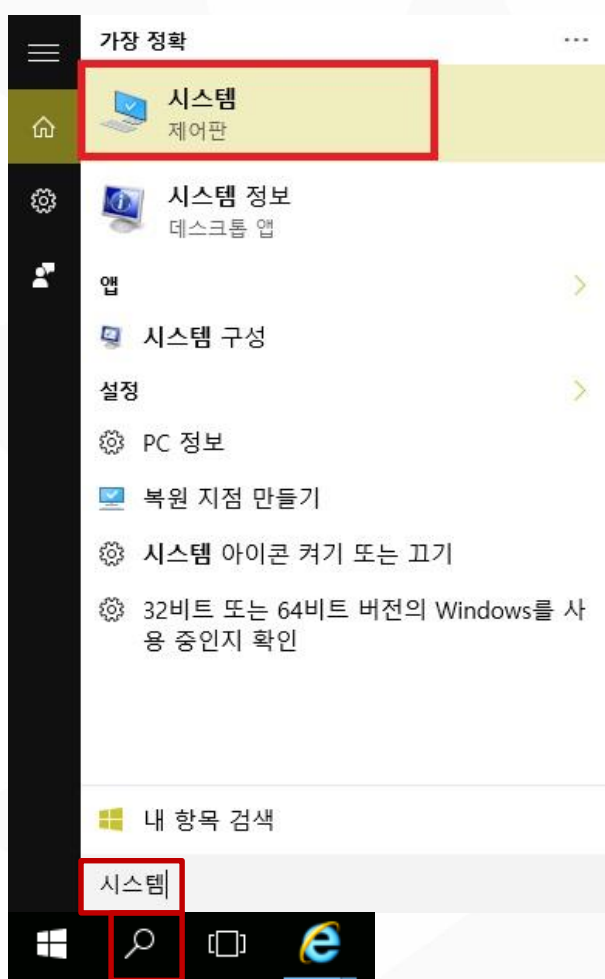 가장 정확
시스템
제어판
시스템 정보
데스크톱 앱
앱
시스템 구성
설정
PC 정보
복원 지점 만들기
시스템 아이콘 켜기 또는 끄기
32비트 또는 64비트 버전의 Windows를 사
용 중인지 확인
내 항목 검색
시스템